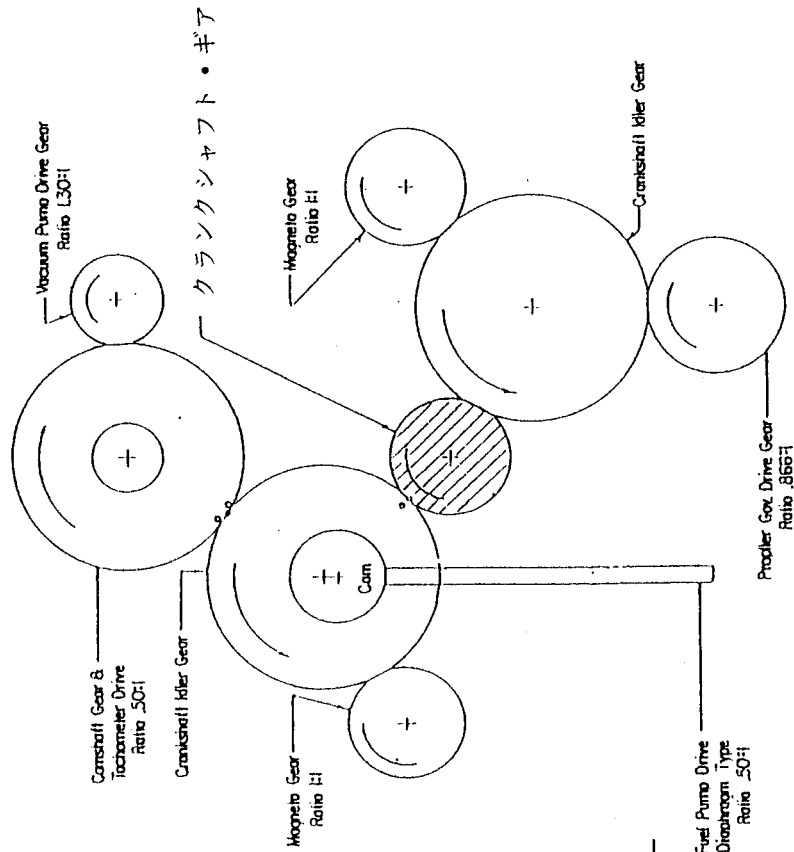 Vacuum Pump Drive Gear
Ratio 1.30:1
クランクシャフト・ギア
Magneto Gear
Ratio 1:1
Crankshaft Idler Gear
Camshaft Gear &
Tachometer Drive
Ratio .50:1
Crankshaft Idler Gear
Magneto Gear
Ratio 1:1
Cam
Fuel Pump Drive
Diaphragm Type
Ratio .50:1
Propller Gov. Drive Gear
Ratio .866:1